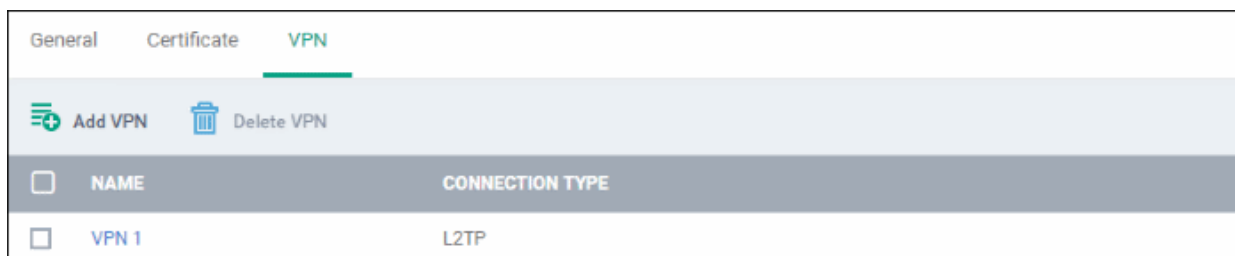 General Certificate VPN
Add VPN Delete VPN
NAME CONNECTION TYPE
VPN 1 L2TP